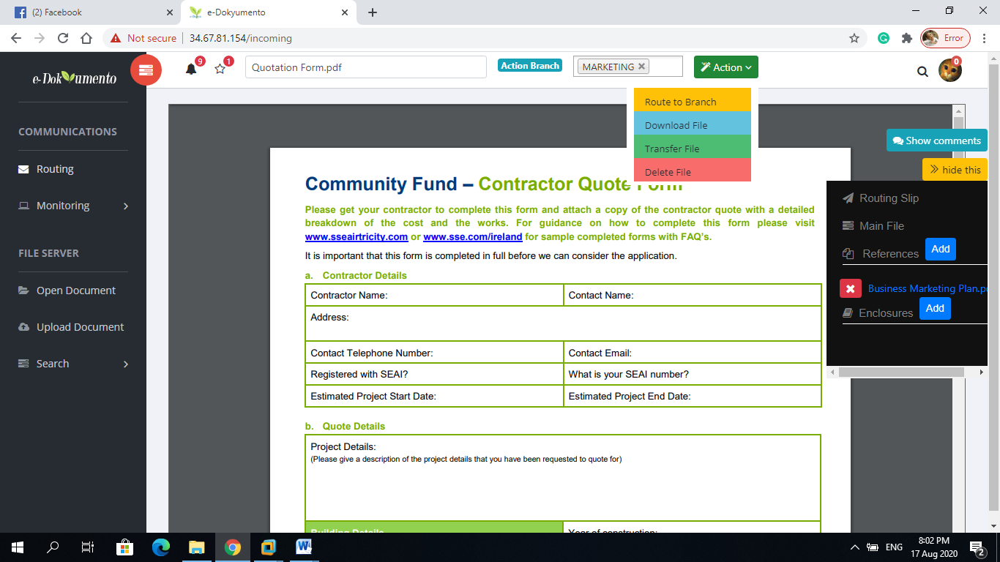 (2) Facebook
e-Dokyumento
Not secure
34.67.81.154/incoming
Error
e-Dokyumento
9
1
Quotation Form.pdf
Action Branch
MARKETING
Action
0
COMMUNICATIONS
Routing
Monitoring
FILE SERVER
Open Document
Upload Document
Search
Route to Branch
Download File
Transfer File
Delete File
Show comments
hide this
Routing Slip
Main File
References
Add
Business Marketing Plan.p
Enclosures
Add
Community Fund – Contractor Quote Form
Please get your contractor to complete this form and attach a copy of the contractor quote with a detailed
breakdown of the cost and the works. For guidance on how to complete this form please visit
www.sseairtricity.com or www.sse.com/ireland for sample completed forms with FAQ's.
It is important that this form is completed in full before we can consider the application.
a. Contractor Details
Contractor Name:
Contact Name:
Address:
Contact Telephone Number:
Contact Email:
Registered with SEAI?
What is your SEAI number?
Estimated Project Start Date:
Estimated Project End Date:
b. Quote Details
Project Details:
(Please give a description of the project details that you have been requested to quote for)
Building Details
Year of construction:
ENG
8:02 PM
17 Aug 2020
2